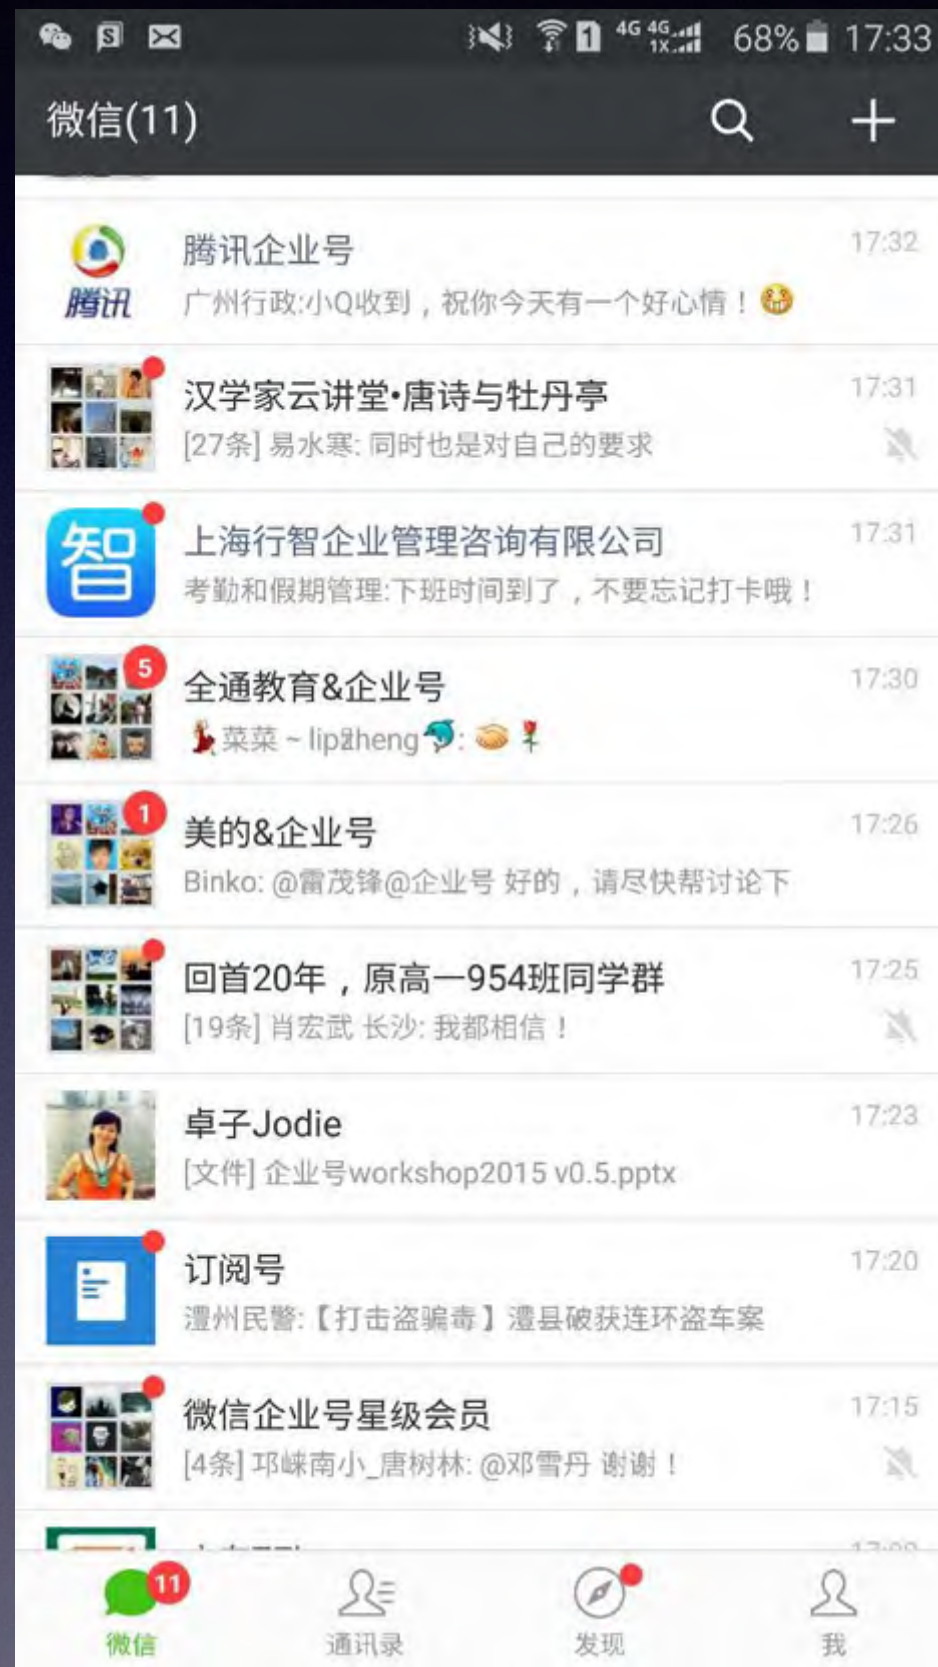 4G 4G 1X 68% 17:33
微信(11)
腾讯企业号 17:32
腾讯
广州行政:小Q收到，祝你今天有一个好心情！
汉学家云讲堂•唐诗与牡丹亭 17:31
[27条] 易水寒: 同时也是对自己的要求
智
上海行智企业管理咨询有限公司 17:31
考勤和假期管理:下班时间到了，不要忘记打卡哦！
5
全通教育&企业号 17:30
菜菜 ~
1
美的&企业号 17:26
Binko: @雷茂锋@企业号 好的，请尽快帮讨论下
回首20年，原高一954班同学群 17:25
[19条] 肖宏武 长沙: 我都相信！
卓子Jodie 17:23
[文件] 企业号workshop2015 v0.5.pptx
订阅号 17:20
澧州民警:【打击盗骗毒】澧县破获连环盗车案
微信企业号星级会员 17:15
[4条] 邛崃南小_唐树林: @邓雪丹 谢谢！
11
微信 通讯录 发现 我